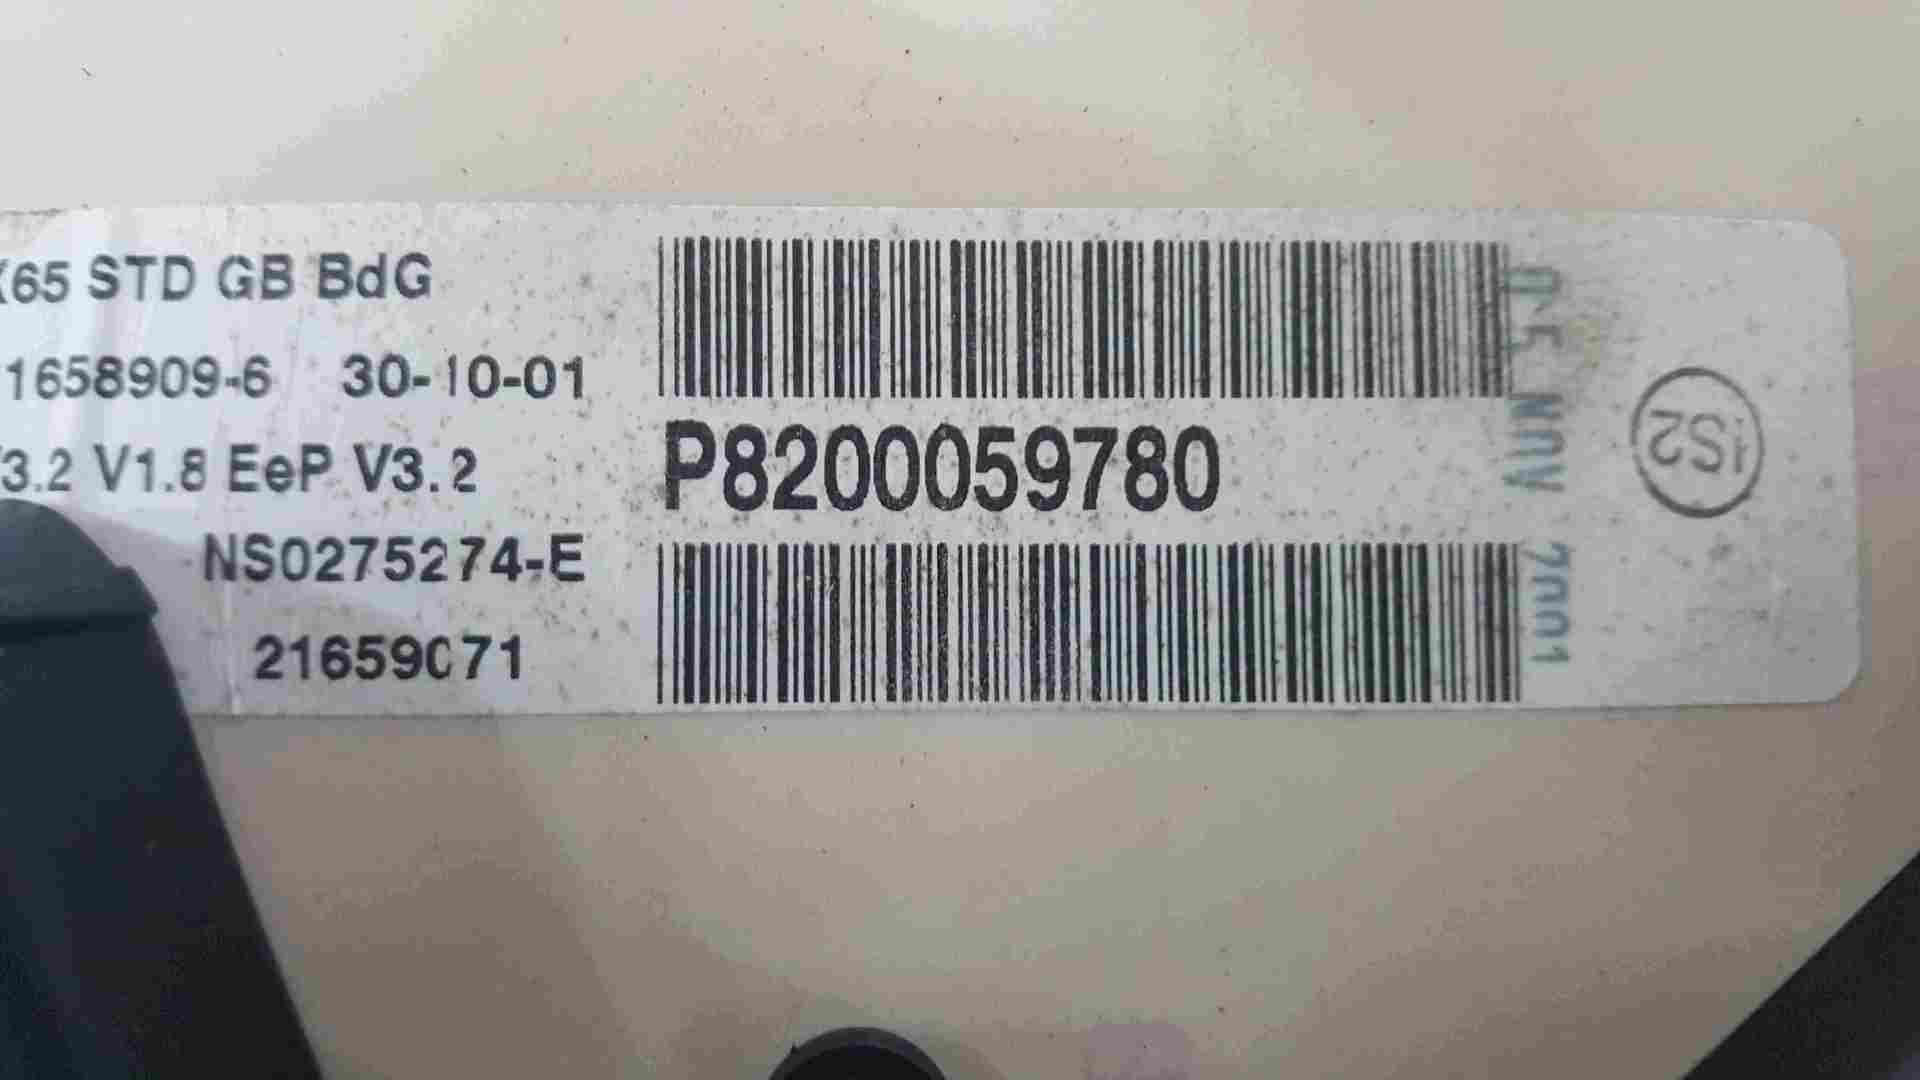 X65 STD GB BdG
1658909-6 30-10-01
3.2 V1.8 EeP V3.2
NS0275274-E
21659071
P8200059780
05 NOV 2001
1S2